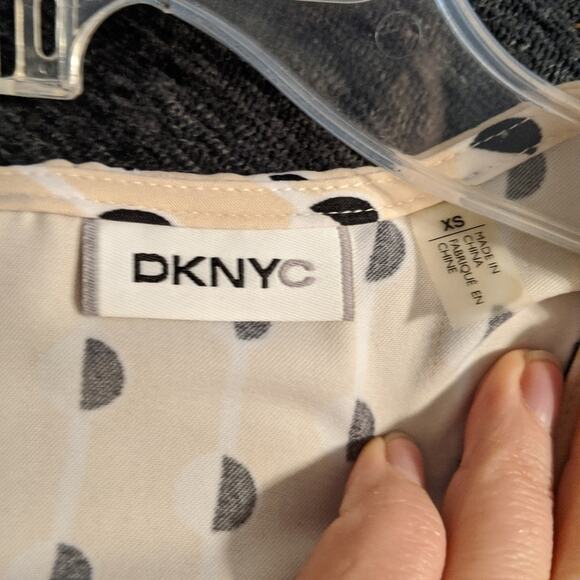 DKNYC
XS
MADE IN
CHINA
FABRIQUÉ EN
CHINE